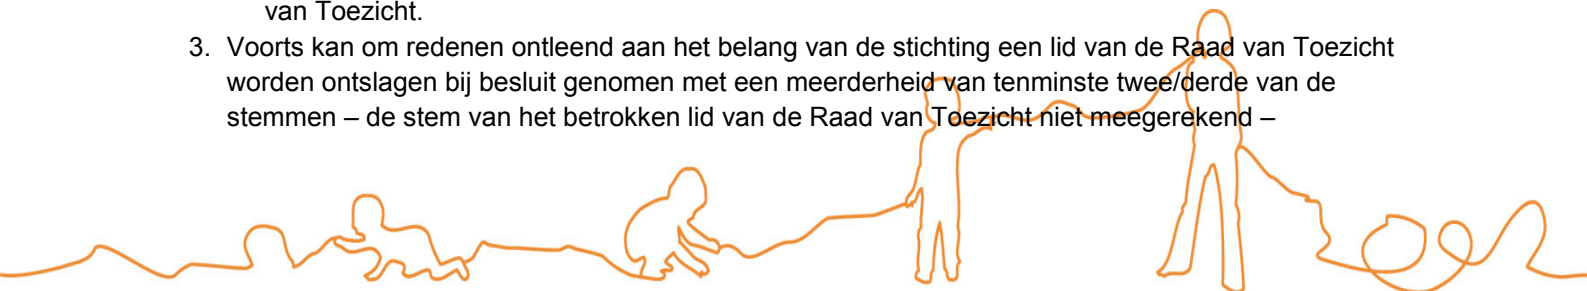 van Toezicht.
3. Voorts kan om redenen ontleend aan het belang van de stichting een lid van de Raad van Toezicht
worden ontslagen bij besluit genomen met een meerderheid van tenminste twee/derde van de
stemmen – de stem van het betrokken lid van de Raad van Toezicht niet meegerekend –